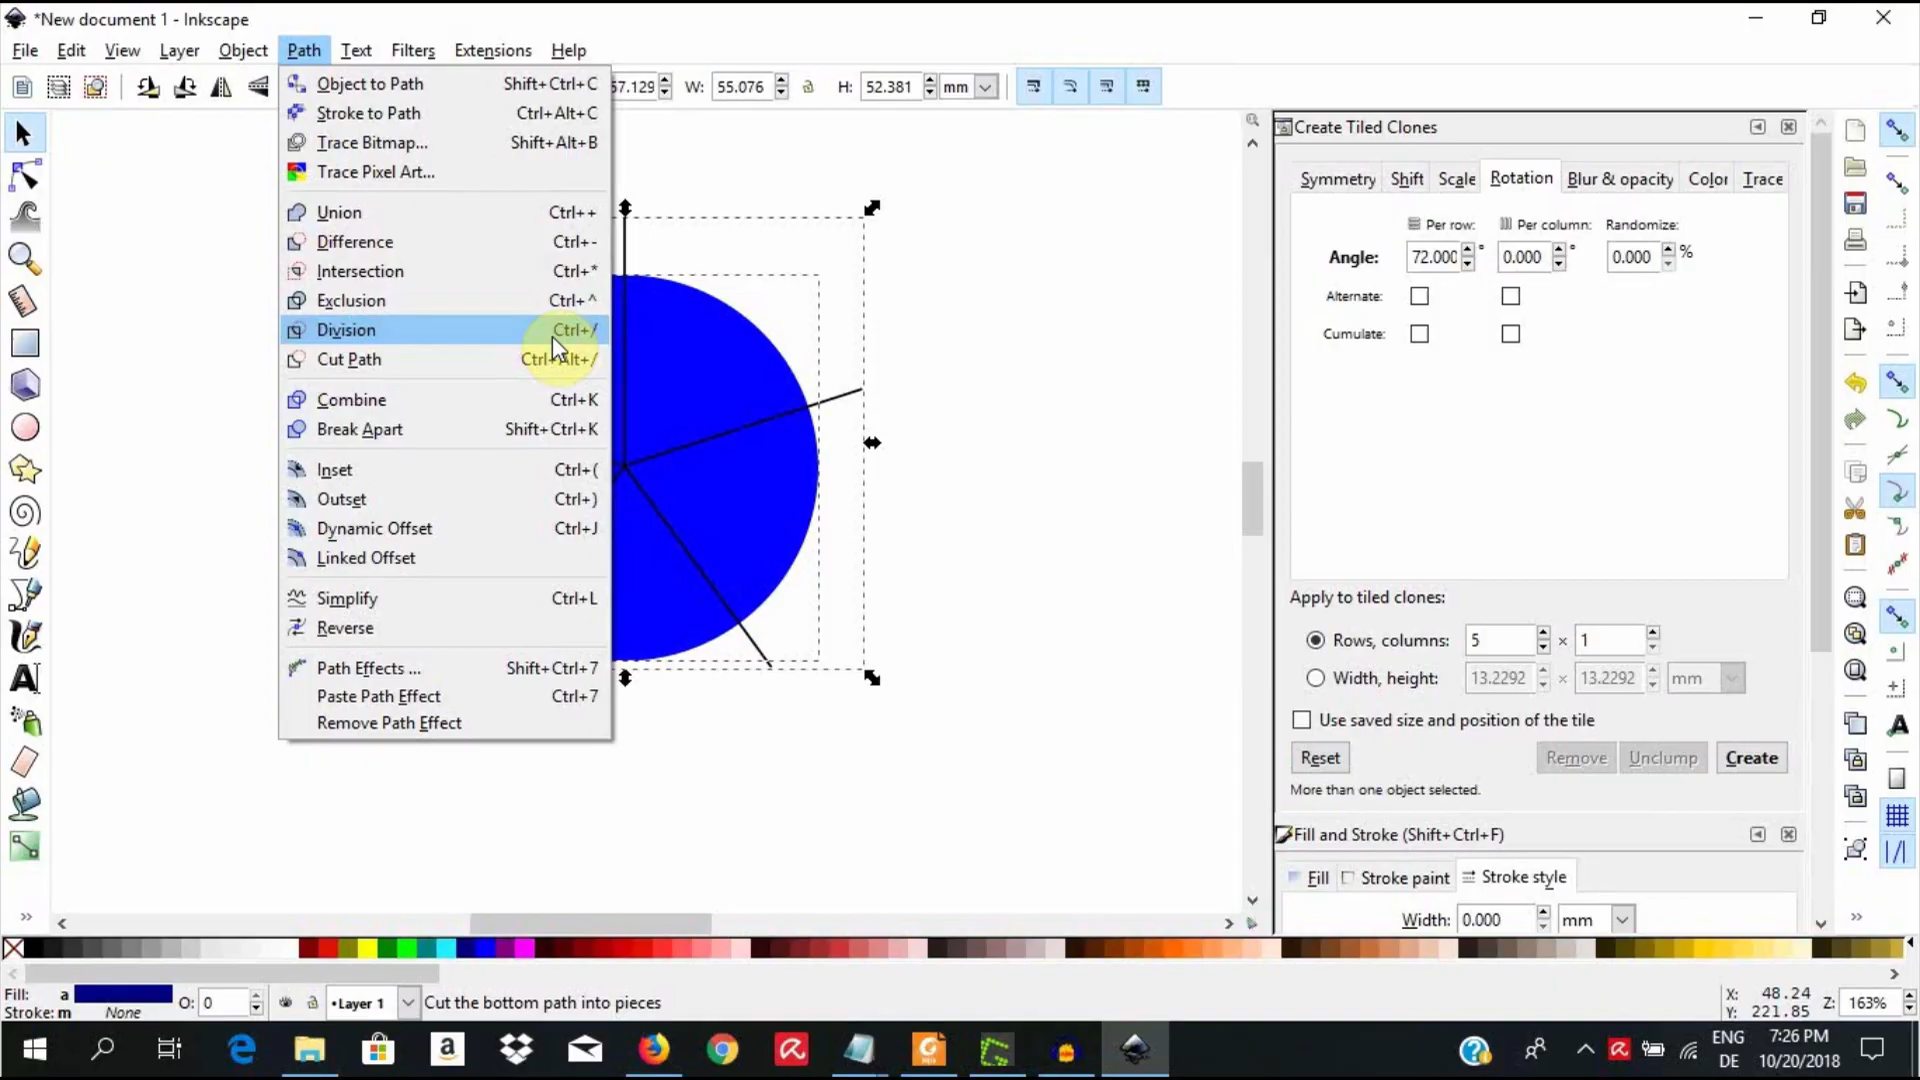 *New document 1 - Inkscape
File Edit View Layer Object Path Text Filters Extensions Help
57.129 W: 55.076 H: 52.381 mm
Object to Path Shift+Ctrl+C
Stroke to Path Ctrl+Alt+C
Trace Bitmap... Shift+Alt+B
Trace Pixel Art...
Union Ctrl++
Difference Ctrl+-
Intersection Ctrl+*
Exclusion Ctrl+^
Division Ctrl+/
Cut Path Ctrl+Alt+/
Combine Ctrl+K
Break Apart Shift+Ctrl+K
Inset Ctrl+(
Outset Ctrl+)
Dynamic Offset Ctrl+J
Linked Offset
Simplify Ctrl+L
Reverse
Path Effects ... Shift+Ctrl+7
Paste Path Effect Ctrl+7
Remove Path Effect
Create Tiled Clones
Symmetry Shift Scale Rotation Blur & opacity Color Trace
Per row: Per column: Randomize:
Angle: 72.000 ° 0.000 ° 0.000 %
Alternate:
Cumulate:
Apply to tiled clones:
Rows, columns: 5 × 1
Width, height: 13.2292 × 13.2292 mm
Use saved size and position of the tile
Reset Remove Unclump Create
More than one object selected.
Fill and Stroke (Shift+Ctrl+F)
Fill Stroke paint Stroke style
Width: 0.000 mm
Fill: a O: 0 •Layer 1 Cut the bottom path into pieces
Stroke: m None
X: 48.24
Y: 221.85 Z: 163%
ENG 7:26 PM
DE 10/20/2018